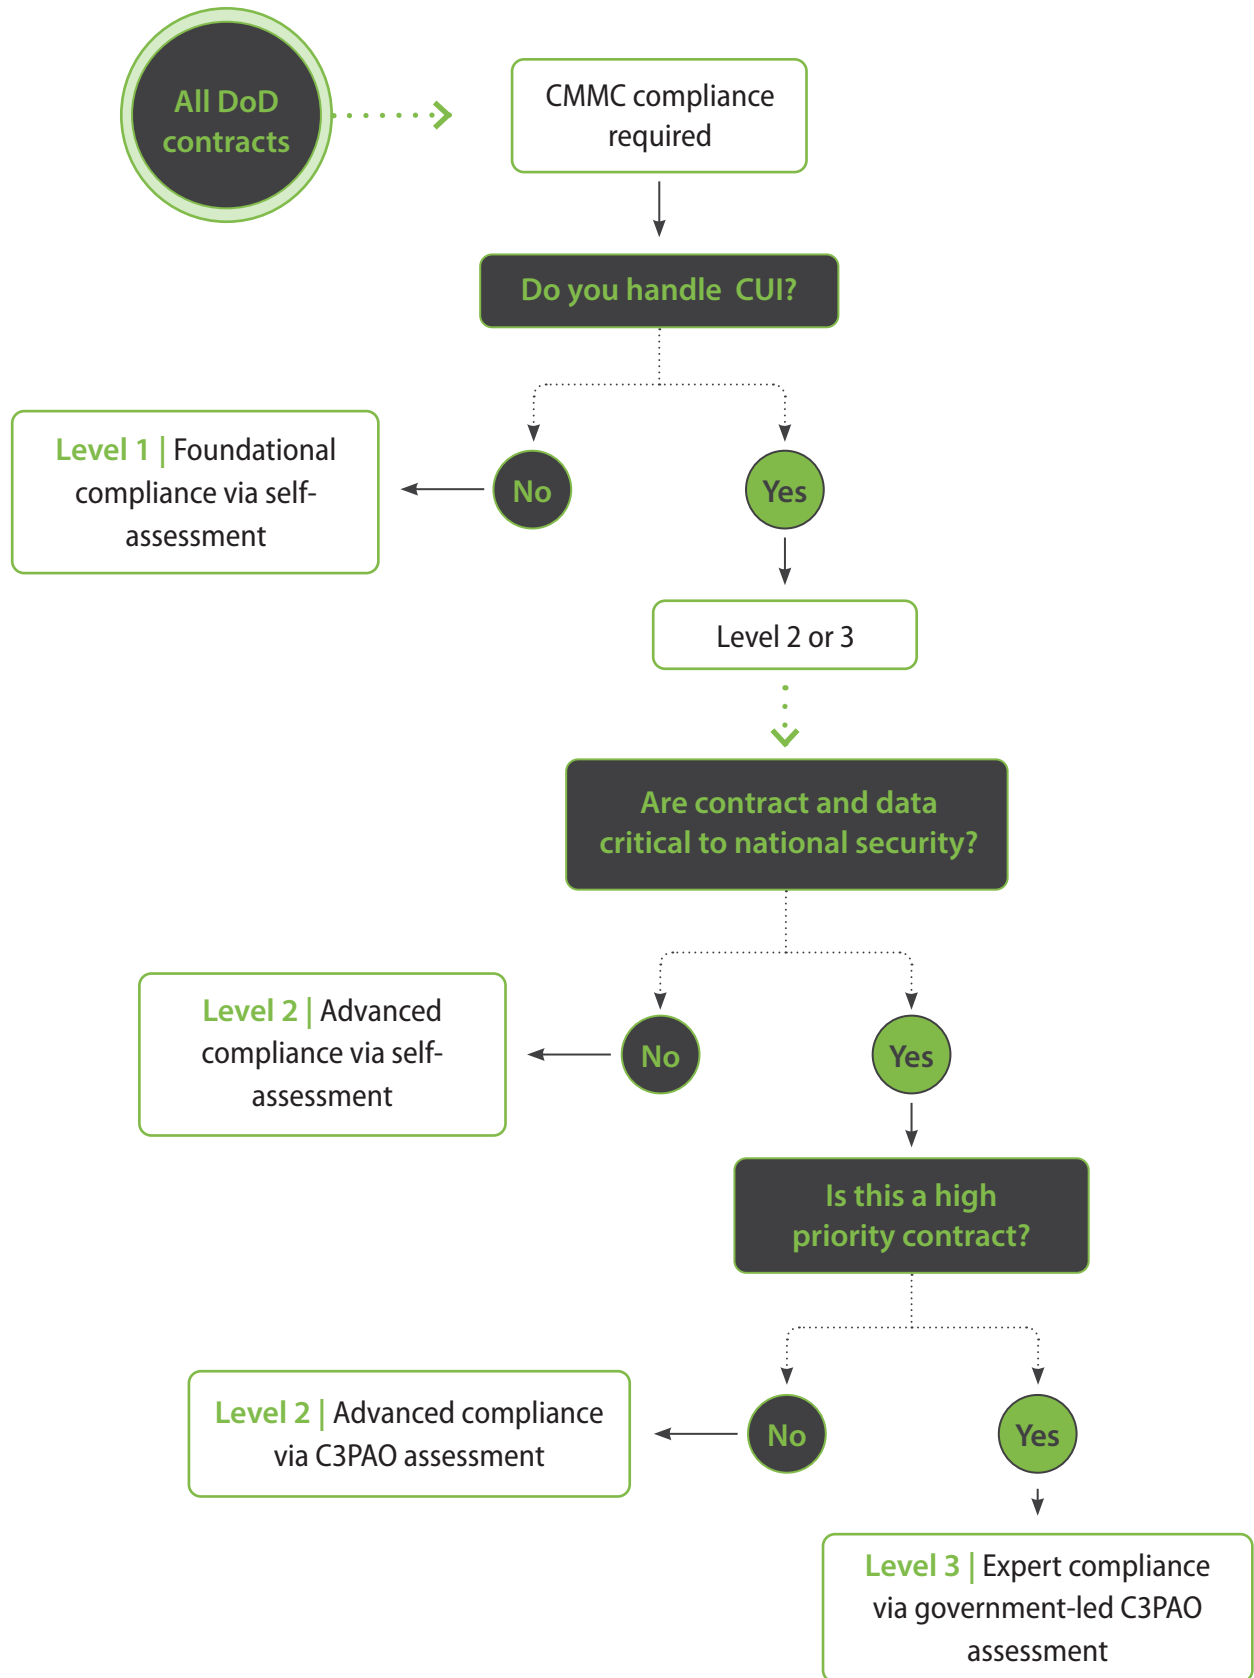 All DoD
contracts
CMMC compliance
required
Do you handle CUI?
No
Yes
Level 1 | Foundational
compliance via self-
assessment
Level 2 or 3
Are contract and data
critical to national security?
No
Yes
Level 2 | Advanced
compliance via self-
assessment
Is this a high
priority contract?
No
Yes
Level 2 | Advanced compliance
via C3PAO assessment
Level 3 | Expert compliance
via government-led C3PAO
assessment